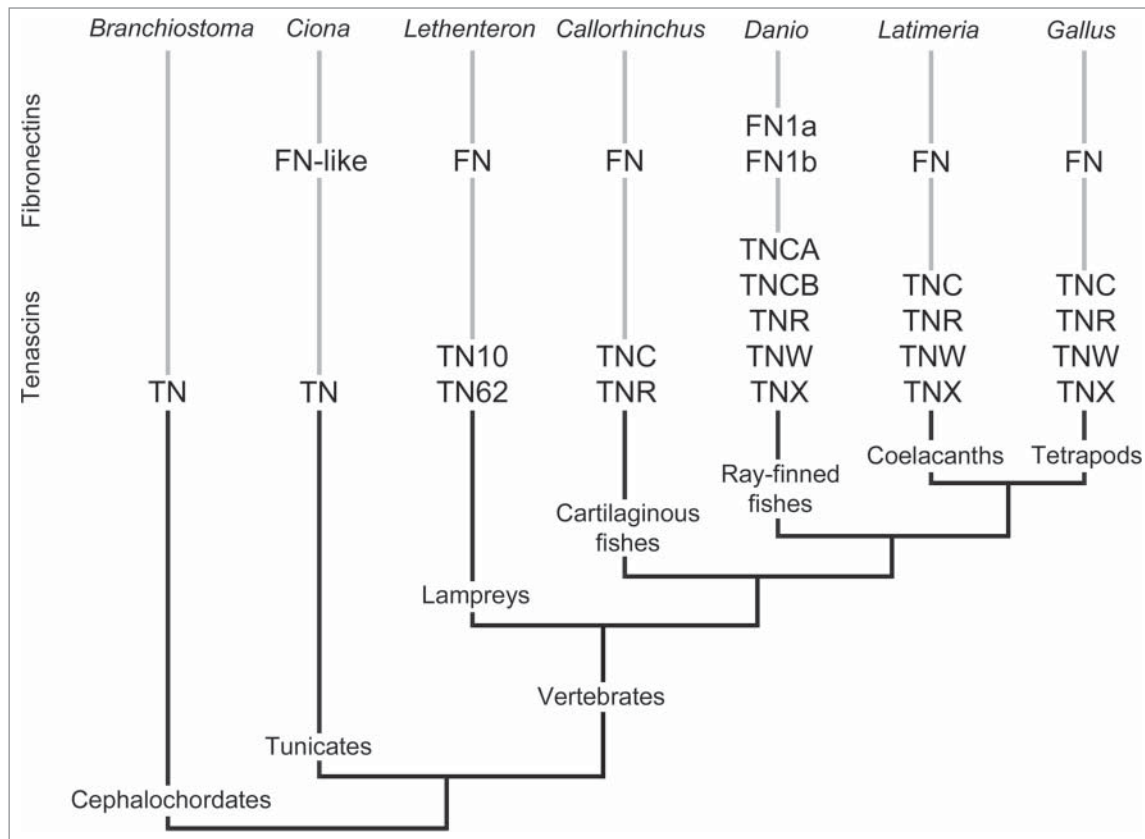 Branchiostoma Ciona Lethenteron Callorhinchus Danio Latimeria Gallus
Fibronectins
FN1a
FN-like FN FN FN1b FN FN
Tenascins
TNCA
TNCB TNC TNC
TNR TNR TNR
TN10 TNC TNW TNW TNW
TN TN TN62 TNR TNX TNX TNX
Coelacanths Tetrapods
Ray-finned
fishes
Cartilaginous
fishes
Lampreys
Vertebrates
Tunicates
Cephalochordates